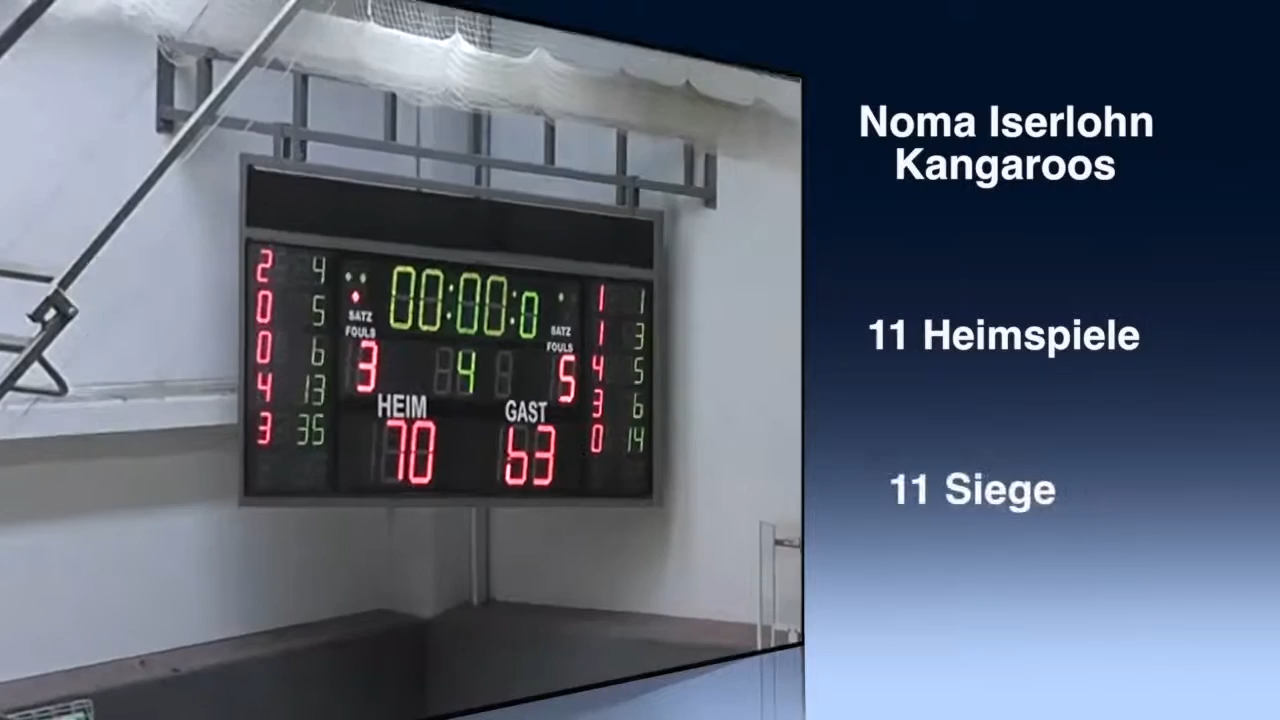 2 4 00:00:0 1 1
0 5 SATZ SATZ 1 3
FOULS FOULS
0 6 3 4 5 4 5
4 13 HEIM GAST 3 6
3 35 70 63 0 14
Noma Iserlohn
Kangaroos
11 Heimspiele
11 Siege